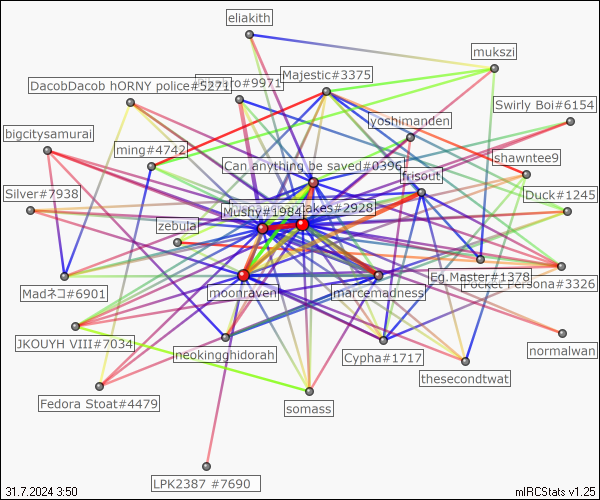 eliakith
mukszi
Majestic#3375
DacobDacob hORNY police#5271
#9971
Swirly Boi#6154
yoshimanden
bigcitysamurai
ming#4742
shawntee9
Can anything be saved#0396
frisout
Silver#7938
Duck#1245
Mushy#1984
akes#2928
zebula
Eg.Master#1378
Pocket Persona#3326
Madネコ#6901
moonraven
marcemadness
JKOUYH VIII#7034
neokingghidorah
Cypha#1717
normalwan
thesecondtwat
Fedora Stoat#4479
somass
LPK2387 #7690
31.7.2024 3:50
mIRCStats v1.25